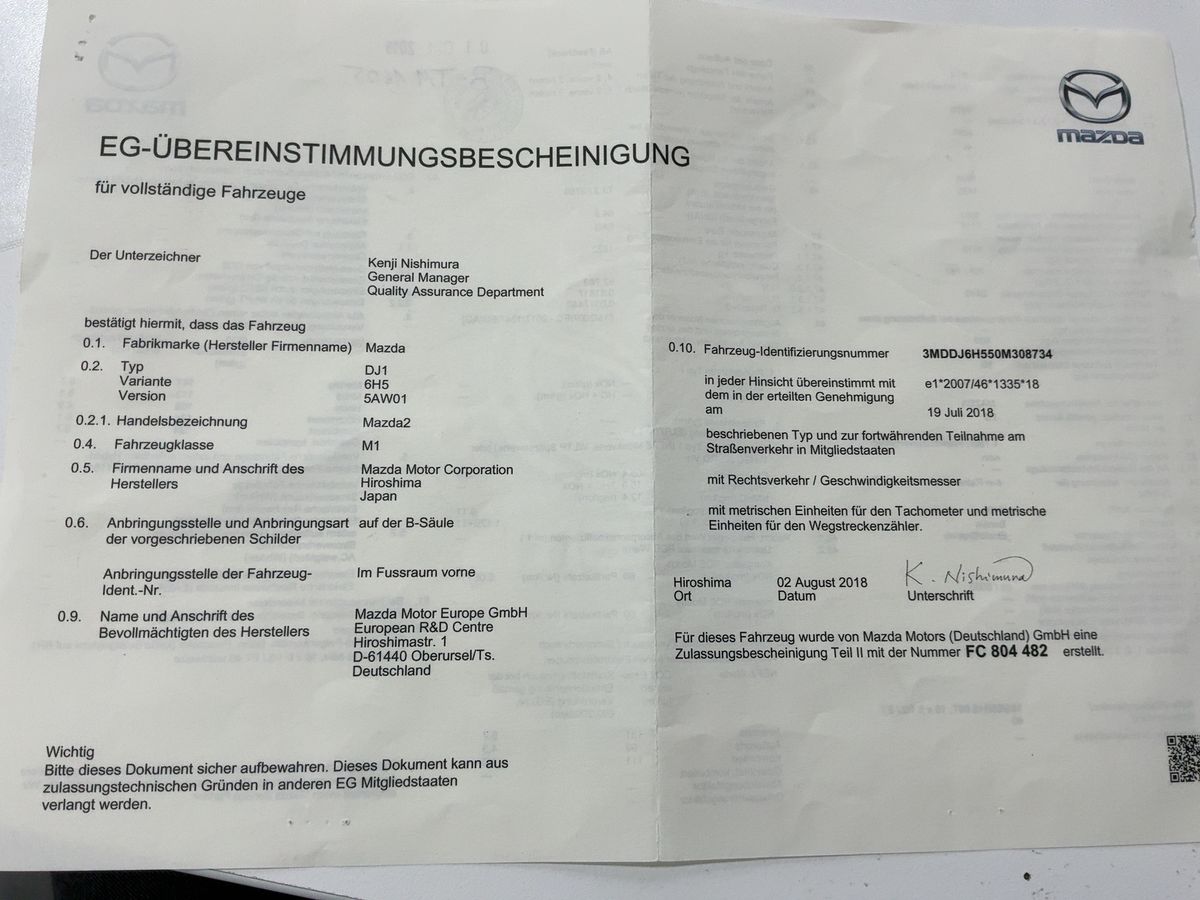 mazda
EG-ÜBEREINSTIMMUNGSBESCHEINIGUNG
für vollständige Fahrzeuge
Der Unterzeichner
Kenji Nishimura
General Manager
Quality Assurance Department
bestätigt hiermit, dass das Fahrzeug
0.1. Fabrikmarke (Hersteller Firmenname) Mazda
0.2. Typ DJ1
Variante 6H5
Version 5AW01
0.2.1. Handelsbezeichnung Mazda2
0.4. Fahrzeugklasse M1
0.5. Firmenname und Anschrift des Mazda Motor Corporation
Herstellers Hiroshima
Japan
0.6. Anbringungsstelle und Anbringungsart auf der B-Säule
der vorgeschriebenen Schilder
Anbringungsstelle der Fahrzeug- Im Fussraum vorne
Ident.-Nr.
0.9. Name und Anschrift des Mazda Motor Europe GmbH
Bevollmächtigten des Herstellers European R&D Centre
Hiroshimastr. 1
D-61440 Oberursel/Ts.
Deutschland
Wichtig
Bitte dieses Dokument sicher aufbewahren. Dieses Dokument kann aus
zulassungstechnischen Gründen in anderen EG Mitgliedstaaten
verlangt werden.
0.10. Fahrzeug-Identifizierungsnummer 3MDDJ6H550M308734
in jeder Hinsicht übereinstimmt mit e1*2007/46*1335*18
dem in der erteilten Genehmigung
am 19 Juli 2018
beschriebenen Typ und zur fortwährenden Teilnahme am
Straßenverkehr in Mitgliedstaaten
mit Rechtsverkehr / Geschwindigkeitsmesser
mit metrischen Einheiten für den Tachometer und metrische
Einheiten für den Wegstreckenzähler.
K. Nishimura
Hiroshima 02 August 2018
Ort Datum Unterschrift
Für dieses Fahrzeug wurde von Mazda Motors (Deutschland) GmbH eine
Zulassungsbescheinigung Teil II mit der Nummer FC 804 482 erstellt.